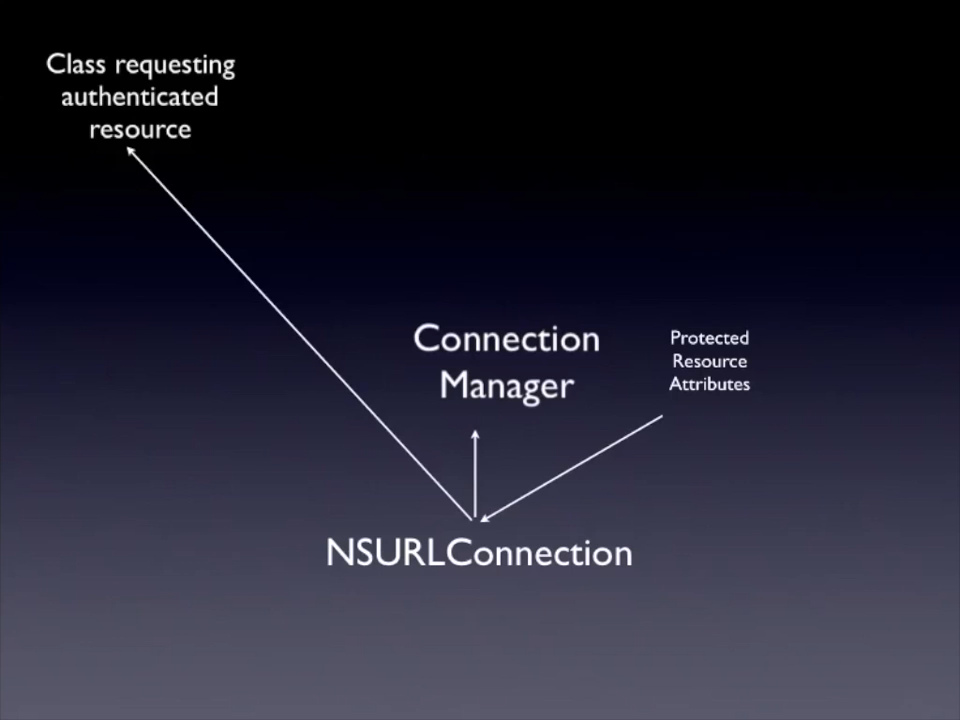 Class requesting
authenticated
resource
Connection
Manager
Protected
Resource
Attributes
NSURLConnection